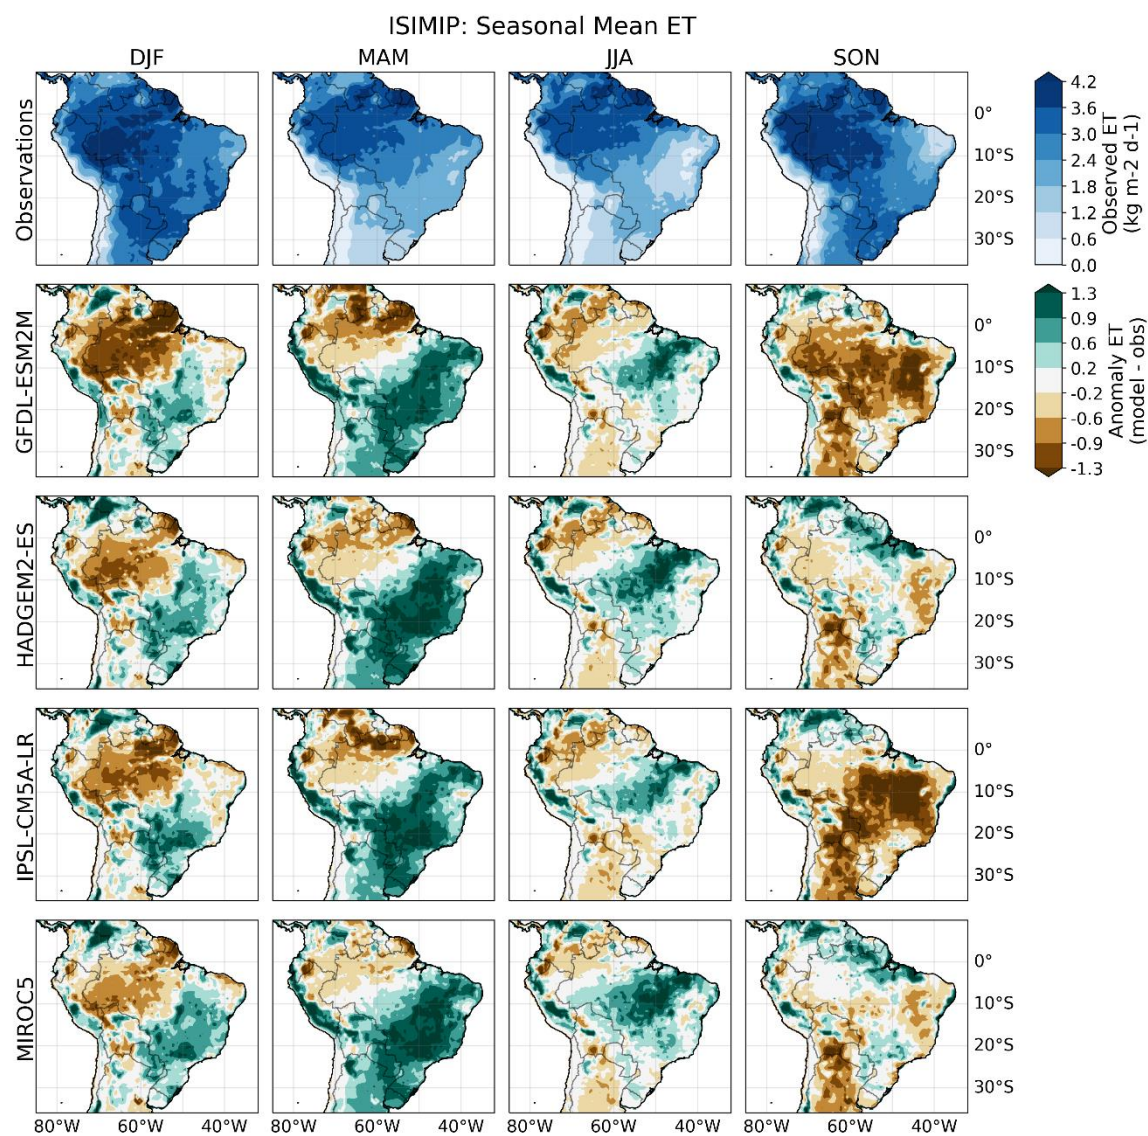 ISIMIP: Seasonal Mean ET
DJF MAM JJA SON
Observations
0°
10°S
20°S
30°S
4.2
3.6
3.0
2.4
1.8
1.2
0.6
0.0
Observed ET
(kg m-2 d-1)
GFDL-ESM2M
0°
10°S
20°S
30°S
1.3
0.9
0.6
0.2
-0.2
-0.6
-0.9
-1.3
Anomaly ET
(model - obs)
HADGEM2-ES
0°
10°S
20°S
30°S
IPSL-CM5A-LR
0°
10°S
20°S
30°S
MIROC5
0°
10°S
20°S
30°S
80°W 60°W 40°W 80°W 60°W 40°W 80°W 60°W 40°W 80°W 60°W 40°W